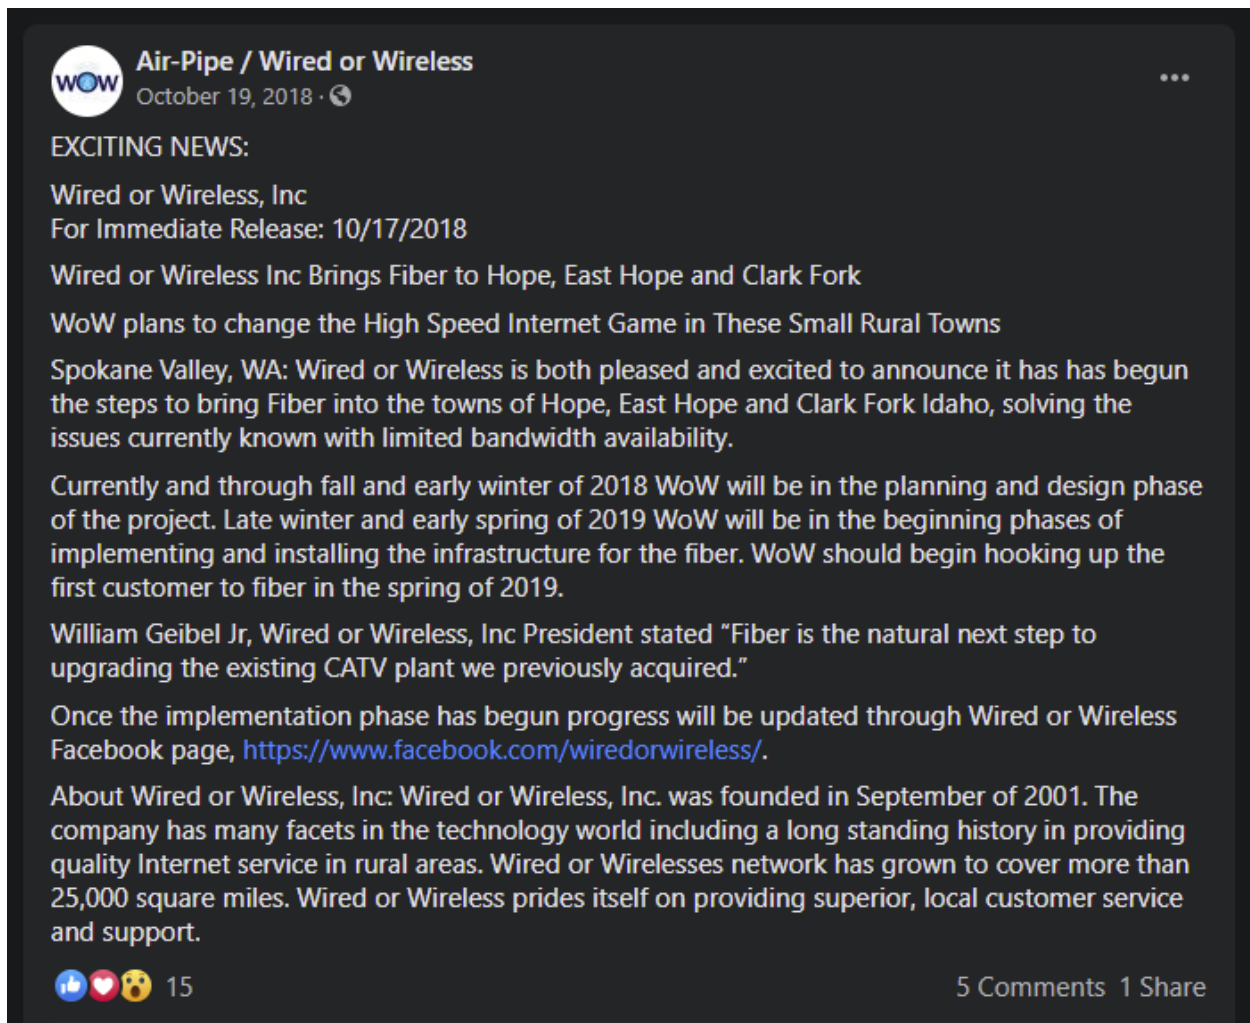 WOW
Air-Pipe / Wired or Wireless
October 19, 2018 ·
EXCITING NEWS:
Wired or Wireless, Inc
For Immediate Release: 10/17/2018
Wired or Wireless Inc Brings Fiber to Hope, East Hope and Clark Fork
WoW plans to change the High Speed Internet Game in These Small Rural Towns
Spokane Valley, WA: Wired or Wireless is both pleased and excited to announce it has has begun
the steps to bring Fiber into the towns of Hope, East Hope and Clark Fork Idaho, solving the
issues currently known with limited bandwidth availability.
Currently and through fall and early winter of 2018 WoW will be in the planning and design phase
of the project. Late winter and early spring of 2019 WoW will be in the beginning phases of
implementing and installing the infrastructure for the fiber. WoW should begin hooking up the
first customer to fiber in the spring of 2019.
William Geibel Jr, Wired or Wireless, Inc President stated “Fiber is the natural next step to
upgrading the existing CATV plant we previously acquired.”
Once the implementation phase has begun progress will be updated through Wired or Wireless
Facebook page, https://www.facebook.com/wiredorwireless/.
About Wired or Wireless, Inc: Wired or Wireless, Inc. was founded in September of 2001. The
company has many facets in the technology world including a long standing history in providing
quality Internet service in rural areas. Wired or Wirelesses network has grown to cover more than
25,000 square miles. Wired or Wireless prides itself on providing superior, local customer service
and support.
15
5 Comments 1 Share